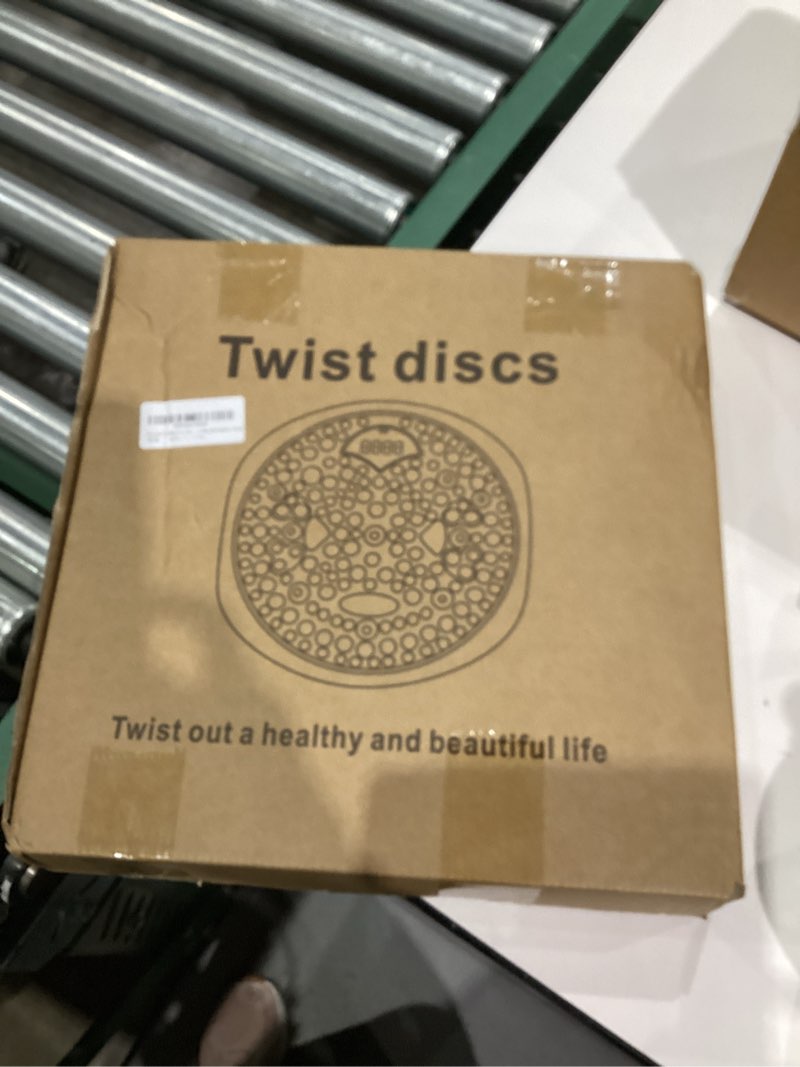 Twist discs
Twist out a healthy and beautiful life